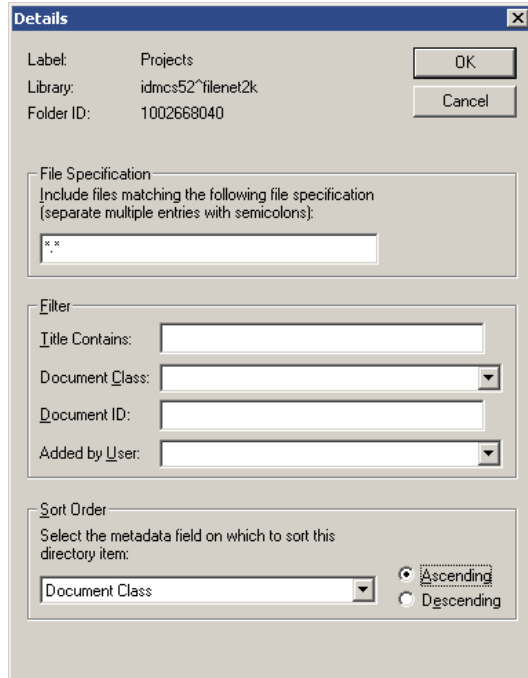 Details
Label: Projects
OK
Library: idmcs52^filenet2k
Cancel
Folder ID: 1002668040
File Specification
Include files matching the following file specification
(separate multiple entries with semicolons):
*.*
Filter
Title Contains:
Document Class:
Document ID:
Added by User:
Sort Order
Select the metadata field on which to sort this
directory item:
Ascending
Document Class
Descending